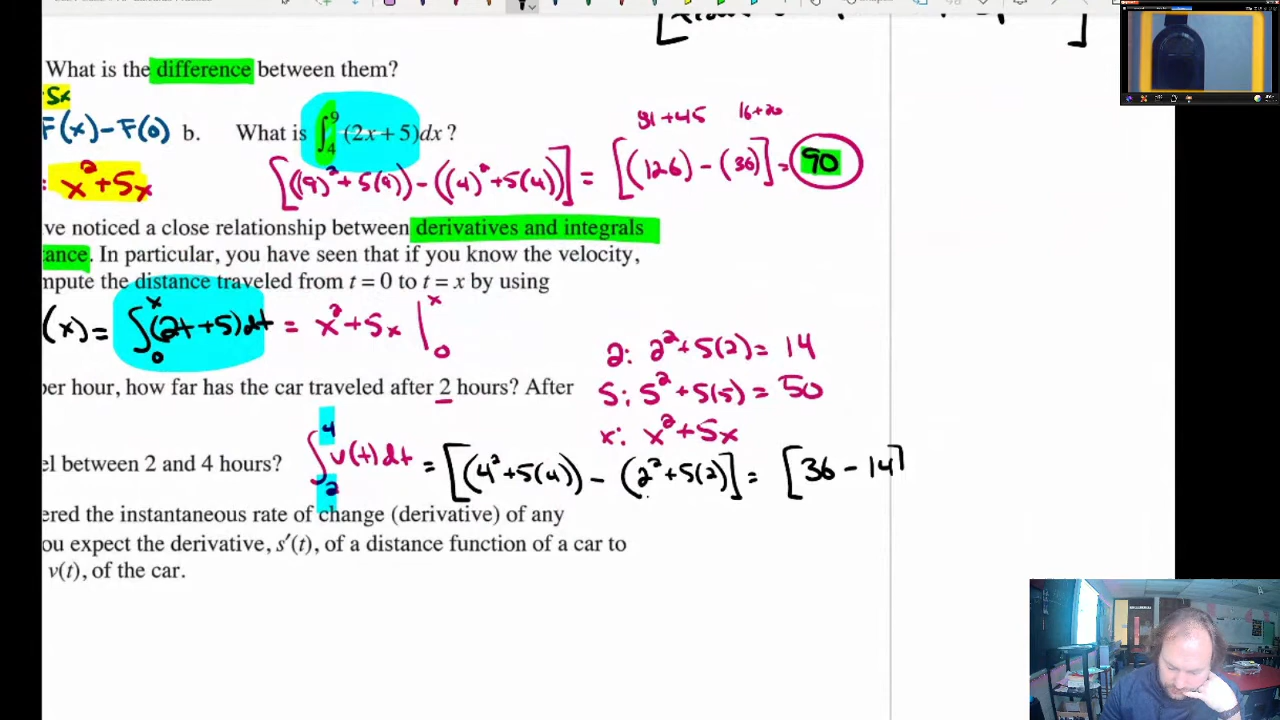 What is the difference between them?
5x
F(x) - F(0) b. What is ∫₄⁹ (2x + 5)dx ?
81+45 16+20
: x² + 5x [((9)² + 5(9)) - ((4)² + 5(4))] = [(126) - (36)] = 90
ve noticed a close relationship between derivatives and integrals
ance. In particular, you have seen that if you know the velocity,
mpute the distance traveled from t = 0 to t = x by using
(x) = ∫₀ˣ (2t + 5)dt = x² + 5x |₀ˣ
2: 2² + 5(2) = 14
per hour, how far has the car traveled after 2 hours? After
5: 5² + 5(5) = 50
x: x² + 5x
el between 2 and 4 hours? ∫₂⁴ v(t)dt = [(4² + 5(4)) - (2² + 5(2)] = [36 - 14]
ered the instantaneous rate of change (derivative) of any
ou expect the derivative, s′(t), of a distance function of a car to
v(t), of the car.